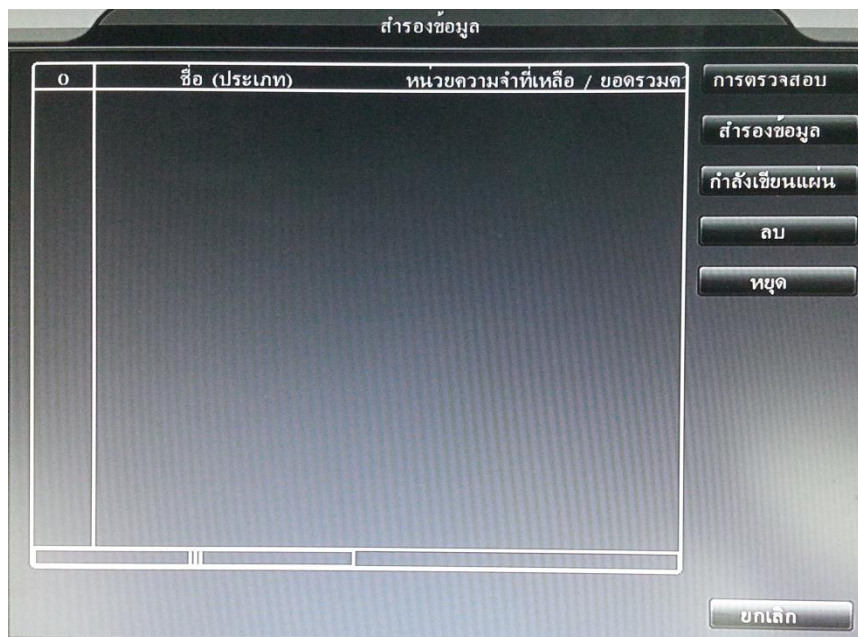 สำรองข้อมูล
0 ชื่อ (ประเภท) หน่วยความจำที่เหลือ / ยอดรวมคว
การตรวจสอบ
สำรองข้อมูล
กำลังเขียนแผ่น
ลบ
หยุด
ยกเลิก